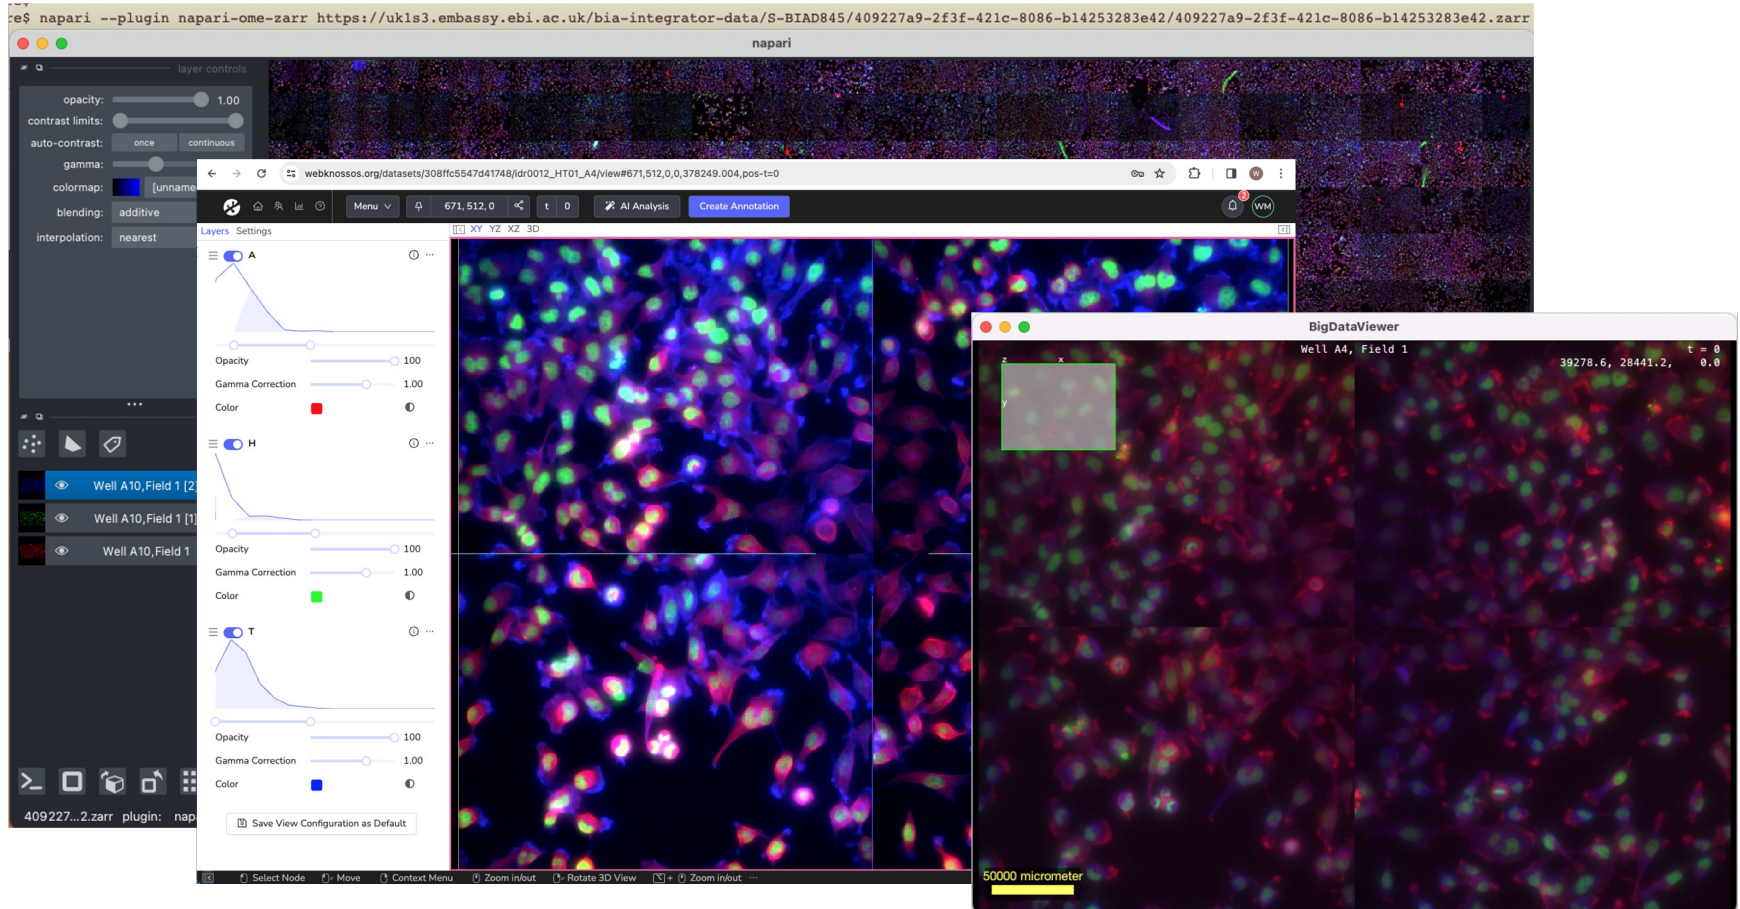 re$ napari --plugin napari-ome-zarr https://uk1s3.embassy.ebi.ac.uk/bia-integrator-data/S-BIAD845/409227a9-2f3f-421c-8086-b14253283e42/409227a9-2f3f-421c-8086-b14253283e42.zarr
napari
layer controls
opacity: 1.00
contrast limits:
auto-contrast: once continuous
gamma:
colormap: [unname
blending: additive
interpolation: nearest
Well A10,Field 1 [2]
Well A10,Field 1 [1]
Well A10,Field 1
409227...2.zarr plugin: nap
webknossos.org/datasets/308ffc5547d41748/idr0012_HT01_A4/view#671,512,0,0,378249.004,pos-t=0
W
Menu 671, 512, 0 t 0 AI Analysis Create Annotation 2 WM
Layers Settings
XY YZ XZ 3D
A
Opacity 100
Gamma Correction 1.00
Color
H
Opacity 100
Gamma Correction 1.00
Color
T
Opacity 100
Gamma Correction 1.00
Color
Save View Configuration as Default
Select Node Move Context Menu Zoom in/out Rotate 3D View + Zoom in/out ...
BigDataViewer
Well A4, Field 1 t = 0
39278.6, 28441.2, 0.0
z x
y
50000 micrometer